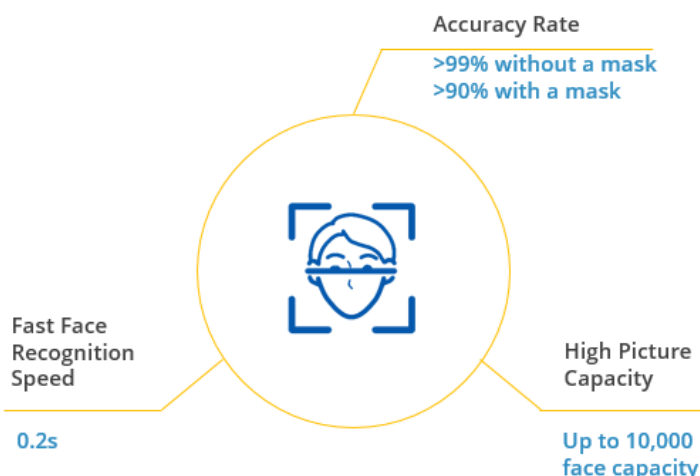 Accuracy Rate
>99% without a mask
>90% with a mask
Fast Face
Recognition
Speed
0.2s
High Picture
Capacity
Up to 10,000
face capacity